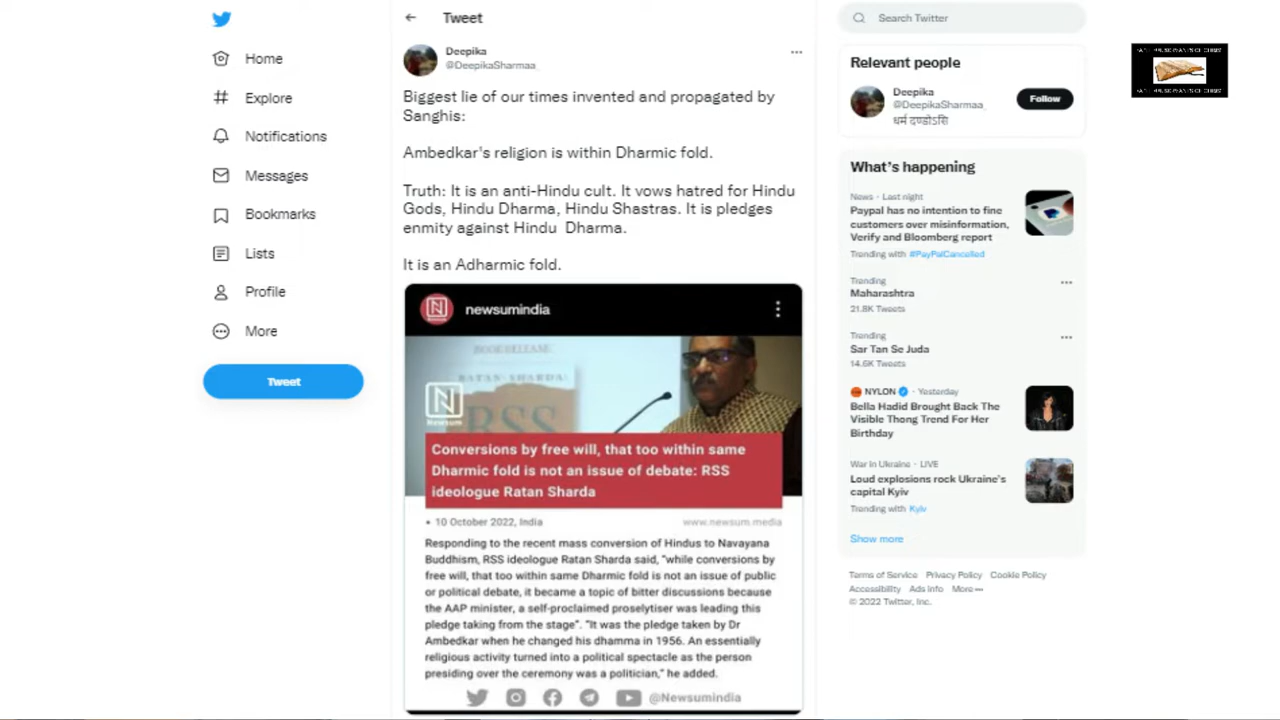 Tweet
Search Twitter
Home
Explore
Notifications
Messages
Bookmarks
Lists
Profile
More
Tweet
Deepika
@DeepikaSharmaa_
Biggest lie of our times invented and propagated by
Sanghis:
Ambedkar's religion is within Dharmic fold.
Truth: It is an anti-Hindu cult. It vows hatred for Hindu
Gods, Hindu Dharma, Hindu Shastras. It is pledges
enmity against Hindu Dharma.
It is an Adharmic fold.
newsumindia
BOOK RELEASE
RATAN SHARDA
RSS
Newsum
Conversions by free will, that too within same
Dharmic fold is not an issue of debate: RSS
ideologue Ratan Sharda
• 10 October 2022, India
www.newsum.media
Responding to the recent mass conversion of Hindus to Navayana
Buddhism, RSS ideologue Ratan Sharda said, "while conversions by
free will, that too within same Dharmic fold is not an issue of public
or political debate, it became a topic of bitter discussions because
the AAP minister, a self-proclaimed proselytiser was leading this
pledge taking from the stage". "It was the pledge taken by Dr
Ambedkar when he changed his dhamma in 1956. An essentially
religious activity turned into a political spectacle as the person
presiding over the ceremony was a politician," he added.
@Newsumindia
Relevant people
Deepika
@DeepikaSharmaa_
Follow
धर्म दण्डोऽसि
What's happening
News · Last night
Paypal has no intention to fine
customers over misinformation,
Verify and Bloomberg report
Trending with #PayPalCancelled
Trending
Maharashtra
21.8K Tweets
Trending
Sar Tan Se Juda
14.6K Tweets
NYLON · Yesterday
Bella Hadid Brought Back The
Visible Thong Trend For Her
Birthday
War in Ukraine · LIVE
Loud explosions rock Ukraine's
capital Kyiv
Trending with Kyiv
Show more
Terms of Service Privacy Policy Cookie Policy
Accessibility Ads info More
© 2022 Twitter, Inc.